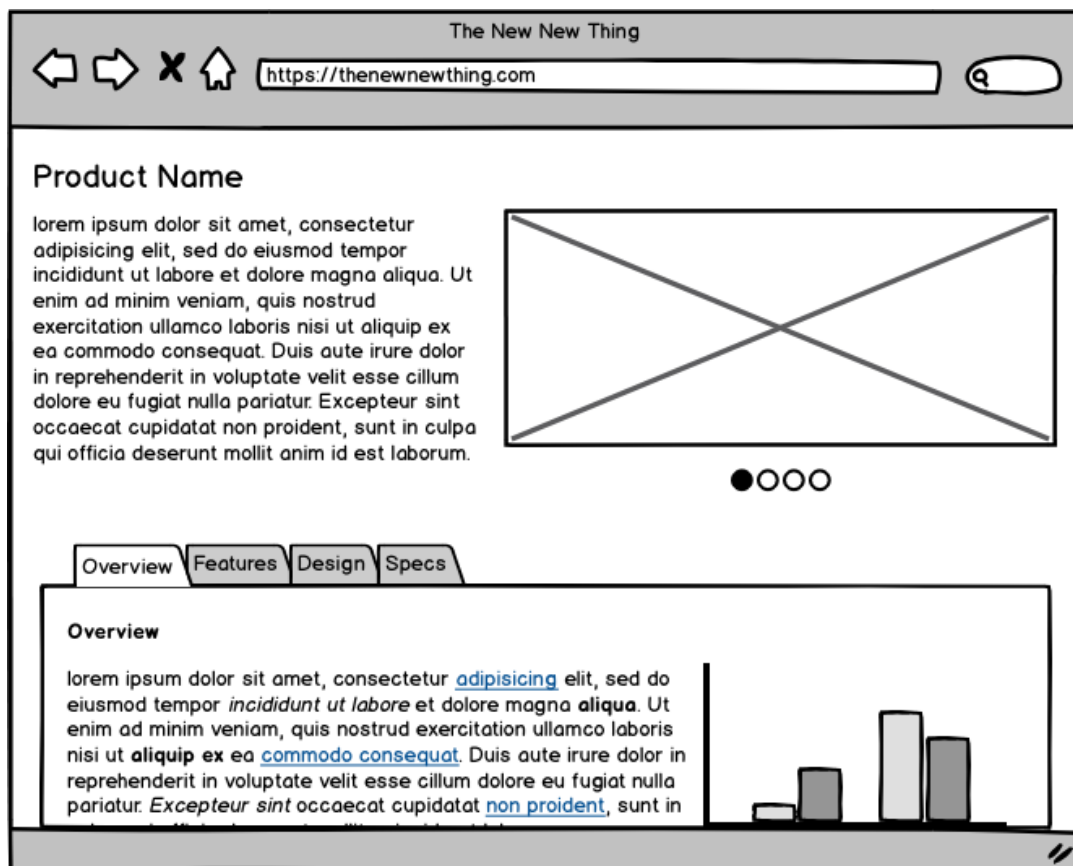 The New New Thing
https://thenewnewthing.com
Product Name
lorem ipsum dolor sit amet, consectetur
adipisicing elit, sed do eiusmod tempor
incididunt ut labore et dolore magna aliqua. Ut
enim ad minim veniam, quis nostrud
exercitation ullamco laboris nisi ut aliquip ex
ea commodo consequat. Duis aute irure dolor
in reprehenderit in voluptate velit esse cillum
dolore eu fugiat nulla pariatur. Excepteur sint
occaecat cupidatat non proident, sunt in culpa
qui officia deserunt mollit anim id est laborum.
Overview Features Design Specs
Overview
lorem ipsum dolor sit amet, consectetur adipisicing elit, sed do
eiusmod tempor incididunt ut labore et dolore magna aliqua. Ut
enim ad minim veniam, quis nostrud exercitation ullamco laboris
nisi ut aliquip ex ea commodo consequat. Duis aute irure dolor in
reprehenderit in voluptate velit esse cillum dolore eu fugiat nulla
pariatur. Excepteur sint occaecat cupidatat non proident, sunt in